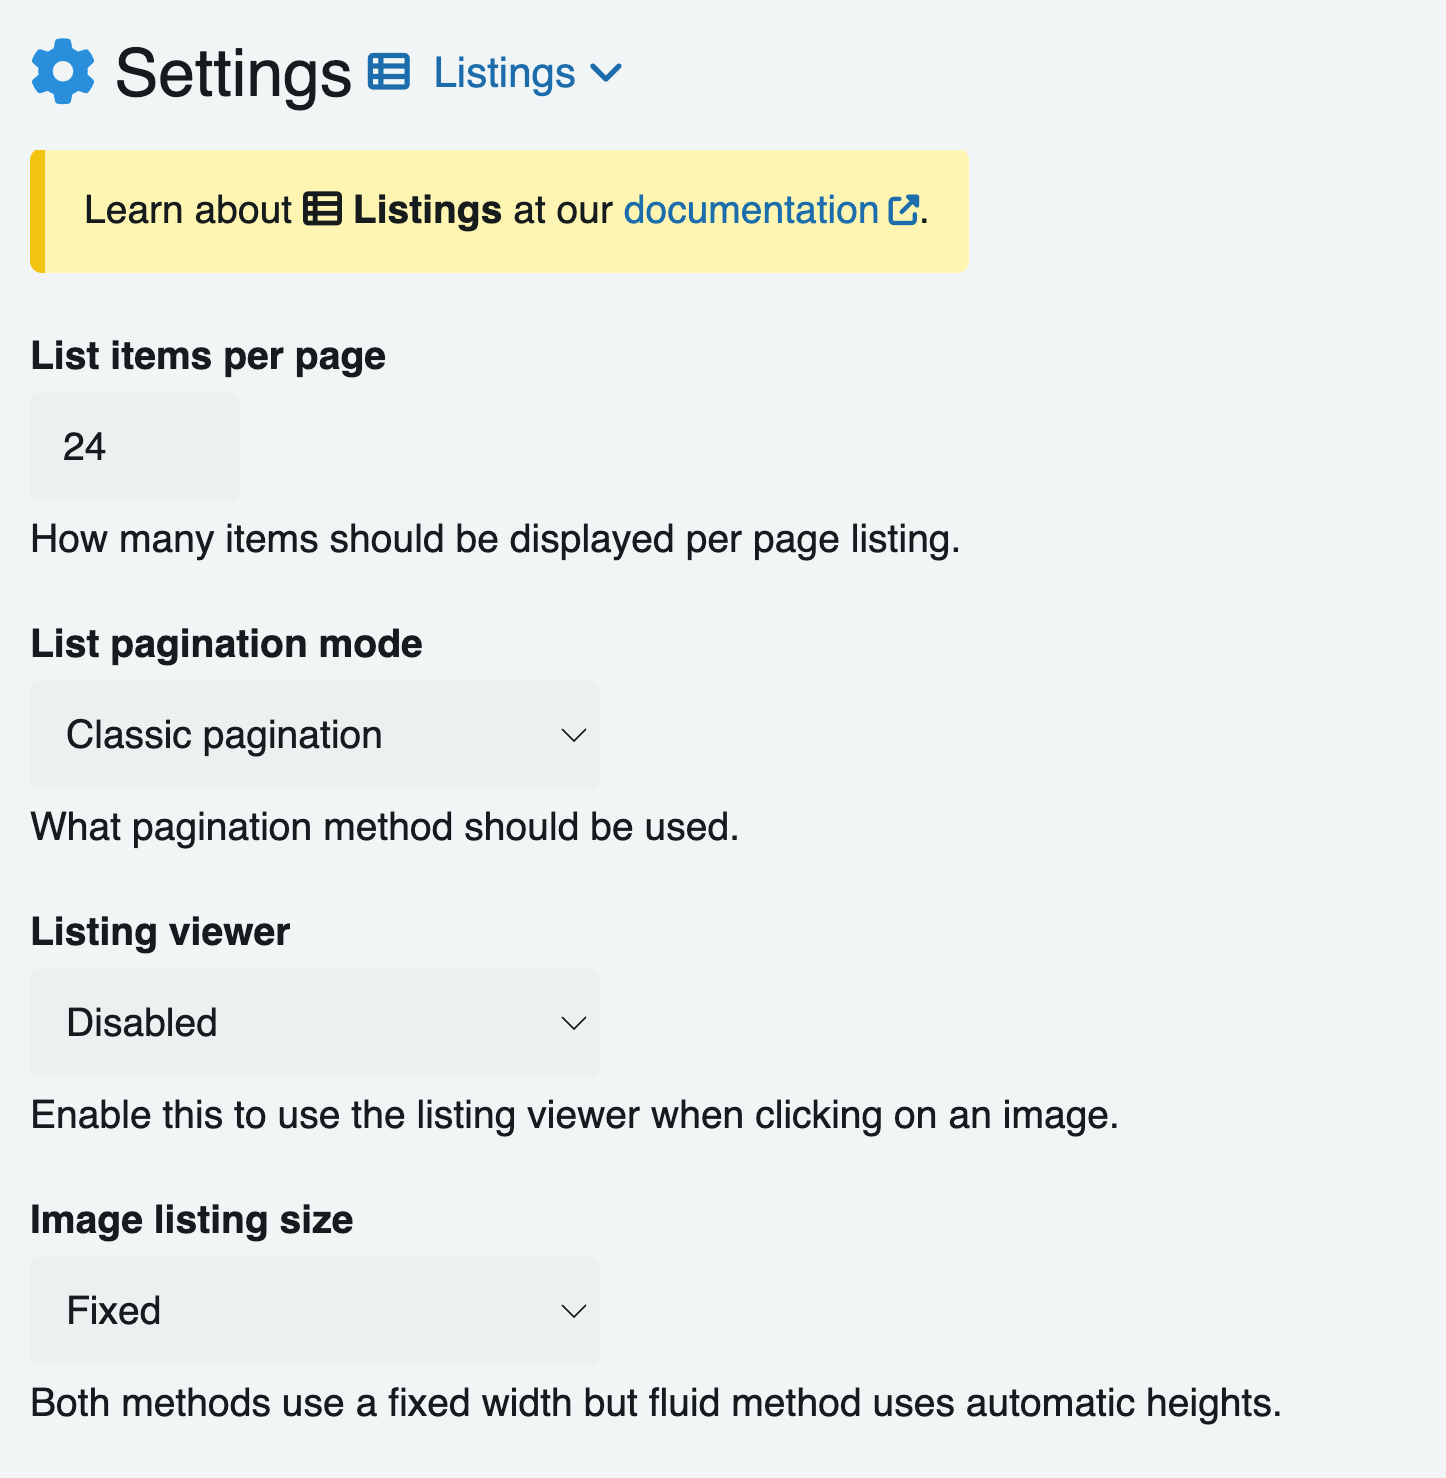 Settings Listings
Learn about Listings at our documentation.
List items per page
24
How many items should be displayed per page listing.
List pagination mode
Classic pagination
What pagination method should be used.
Listing viewer
Disabled
Enable this to use the listing viewer when clicking on an image.
Image listing size
Fixed
Both methods use a fixed width but fluid method uses automatic heights.